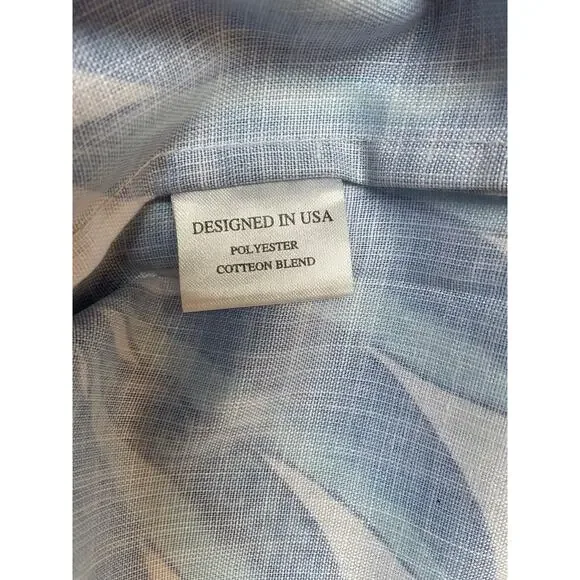 DESIGNED IN USA
POLYESTER
COTTEON BLEND